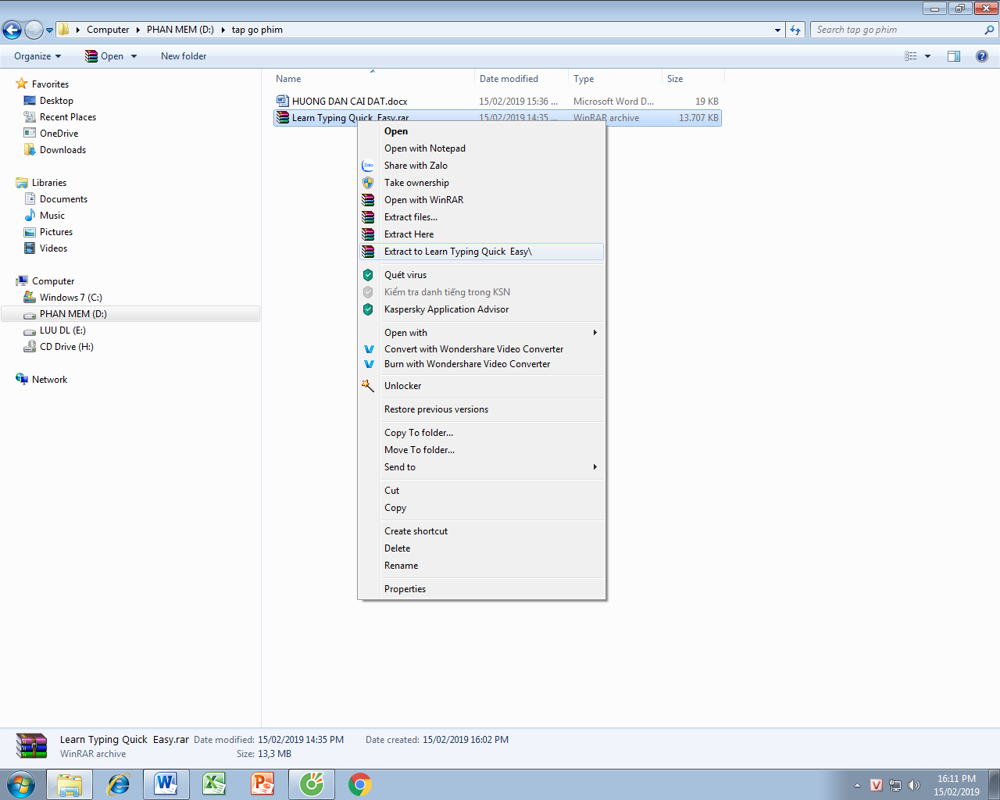 Computer ▸ PHAN MEM (D:) ▸ tap go phim
Search tap go phim
Organize Open New folder
Favorites
Desktop
Recent Places
OneDrive
Downloads
Libraries
Documents
Music
Pictures
Videos
Computer
Windows 7 (C:)
PHAN MEM (D:)
LUU DL (E:)
CD Drive (H:)
Network
Name Date modified Type Size
HUONG DAN CAI DAT.docx 15/02/2019 15:36 ... Microsoft Word D... 19 KB
Learn Typing Quick  Easy.rar 15/02/2019 14:35 ... WinRAR archive 13.707 KB
Open
Open with Notepad
Share with Zalo
Take ownership
Open with WinRAR
Extract files...
Extract Here
Extract to Learn Typing Quick  Easy\
Quét virus
Kiểm tra danh tiếng trong KSN
Kaspersky Application Advisor
Open with
Convert with Wondershare Video Converter
Burn with Wondershare Video Converter
Unlocker
Restore previous versions
Copy To folder...
Move To folder...
Send to
Cut
Copy
Create shortcut
Delete
Rename
Properties
Learn Typing Quick  Easy.rar Date modified: 15/02/2019 14:35 PM Date created: 15/02/2019 16:02 PM
WinRAR archive Size: 13,3 MB
16:11 PM
15/02/2019